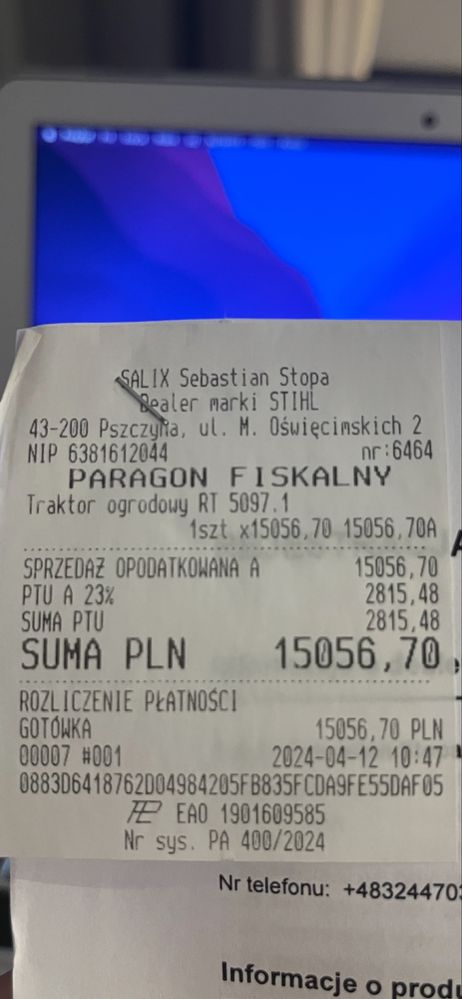 SALIX Sebastian Stopa
Dealer marki STIHL
43-200 Pszczyna, ul. M. Oświęcimskich 2
NIP 6381612044 nr:6464
PARAGON FISKALNY
Traktor ogrodowy RT 5097.1
1szt x15056,70 15056,70A
SPRZEDAŻ OPODATKOWANA A 15056,70
PTU A 23% 2815,48
SUMA PTU 2815,48
SUMA PLN 15056,70
ROZLICZENIE PŁATNOŚCI
GOTÓWKA 15056,70 PLN
00007 #001 2024-04-12 10:47
0883D6418762D04984205FB835FCDA9FE55DAF05
EAO 1901609585
Nr sys. PA 400/2024
Nr telefonu: +483244703
Informacje o produ